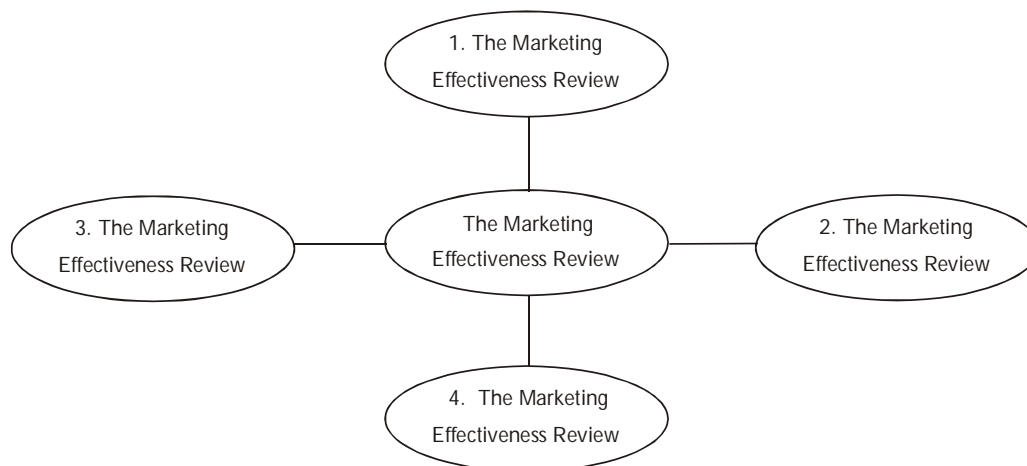 1. The Marketing
Effectiveness Review
3. The Marketing
Effectiveness Review
The Marketing
Effectiveness Review
2. The Marketing
Effectiveness Review
4. The Marketing
Effectiveness Review